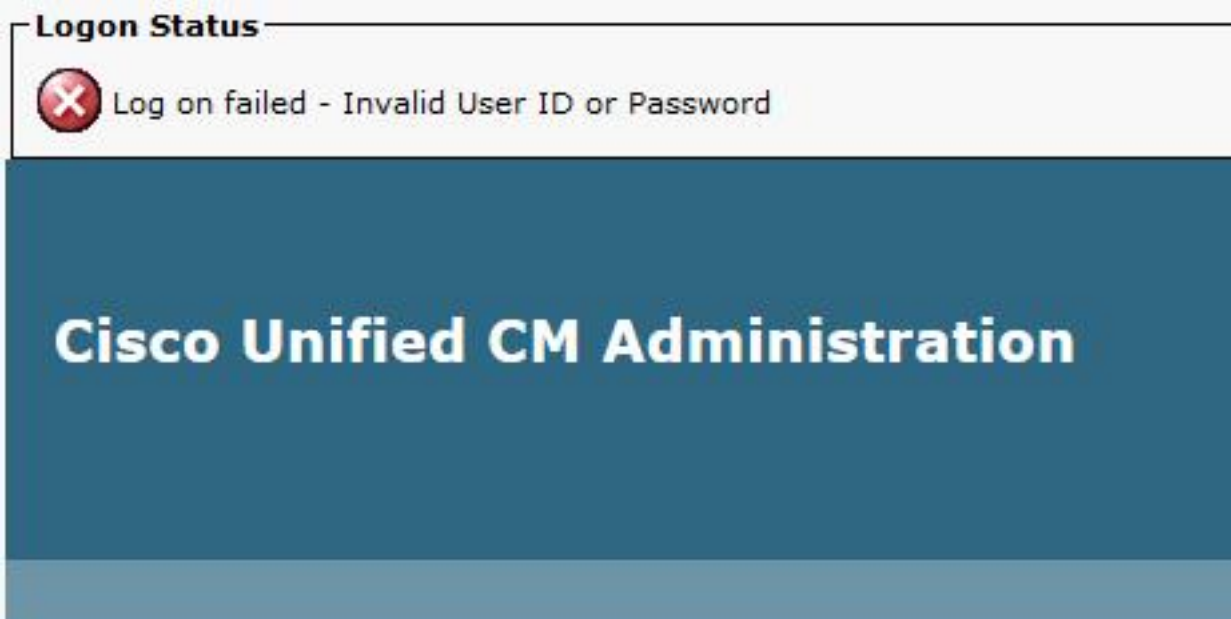 Logon Status
Log on failed - Invalid User ID or Password
Cisco Unified CM Administration